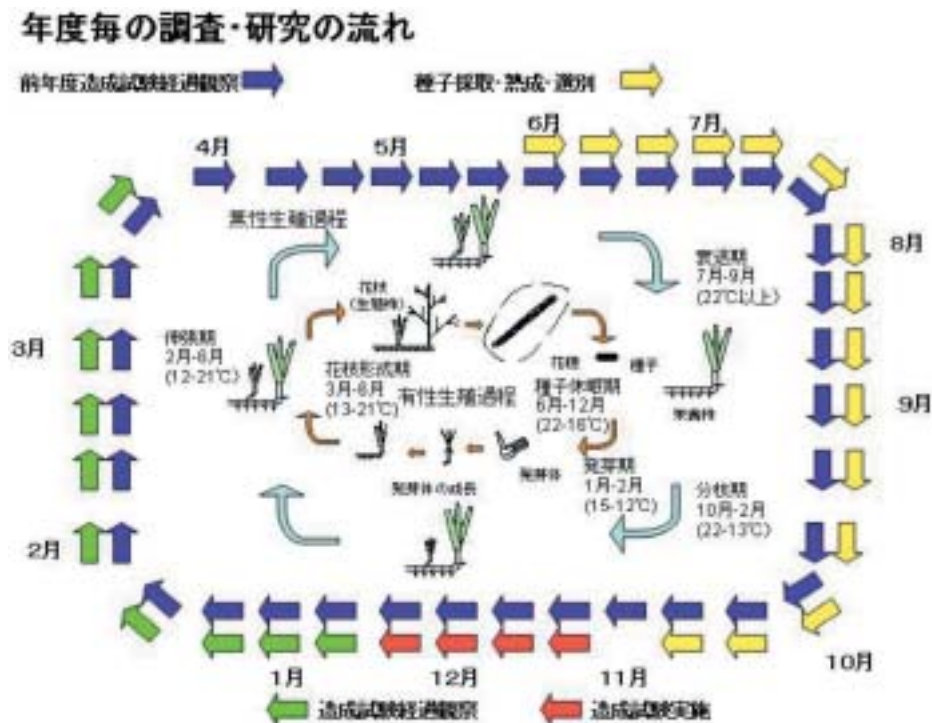 年度毎の調査・研究の流れ
前年度造成試験経過観察
種子採取・熟成・選別
4月
5月
6月
7月
8月
9月
10月
11月
12月
1月
2月
3月
無性生殖過程
衰退期
7月-9月
(22℃以上)
花枝
(生殖株)
花穂
種子
伸張期
2月-6月
(12-21℃)
花枝形成期
3月-6月
(13-21℃)
有性生殖過程
種子休眠期
6月-12月
(22-16℃)
栄養株
発芽体の成長
発芽体
発芽期
1月-2月
(15-12℃)
分枝期
10月-2月
(22-13℃)
造成試験経過観察
造成試験実施